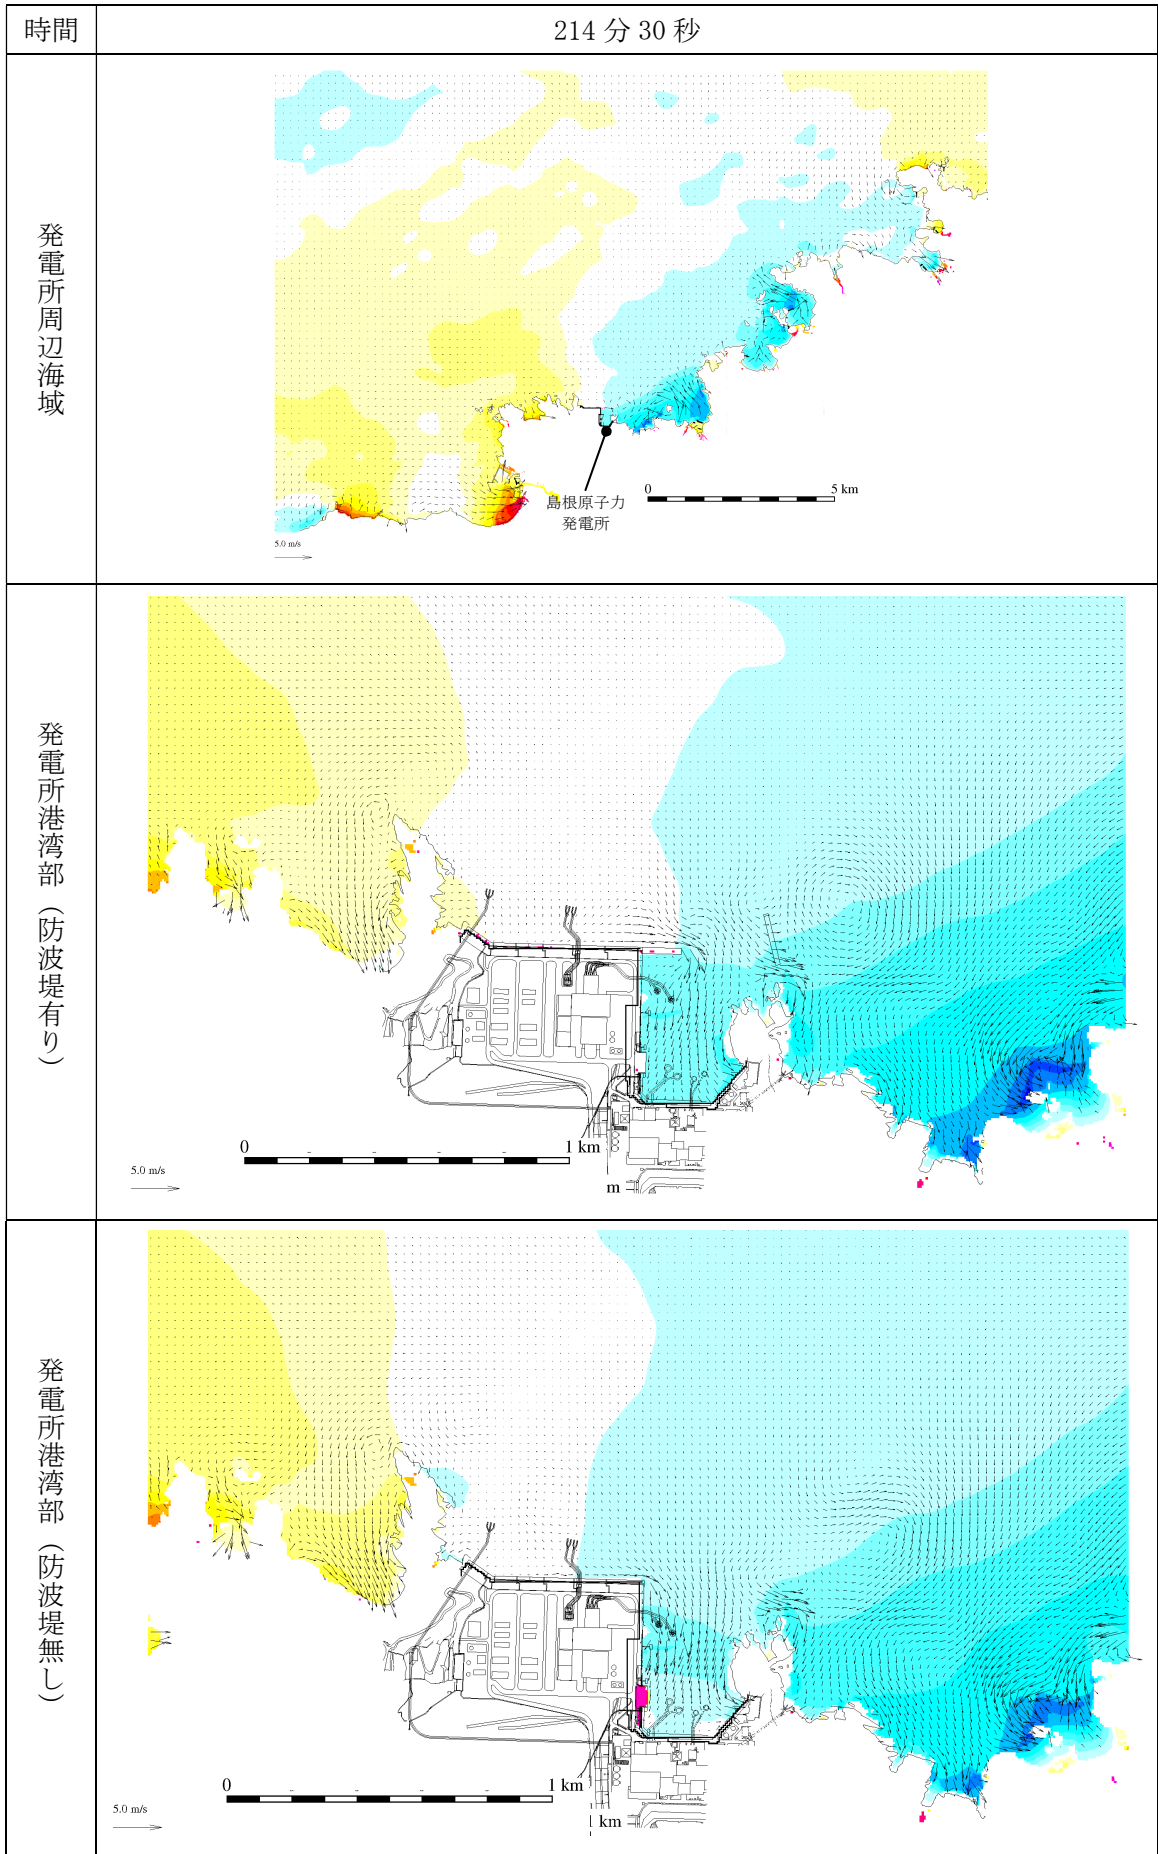 時間
214 分 30 秒
発電所周辺海域
島根原子力
発電所
0
5 km
5.0 m/s
発電所港湾部（防波堤有り）
0
1 km
5.0 m/s
m
発電所港湾部（防波堤無し）
0
1 km
5.0 m/s
km